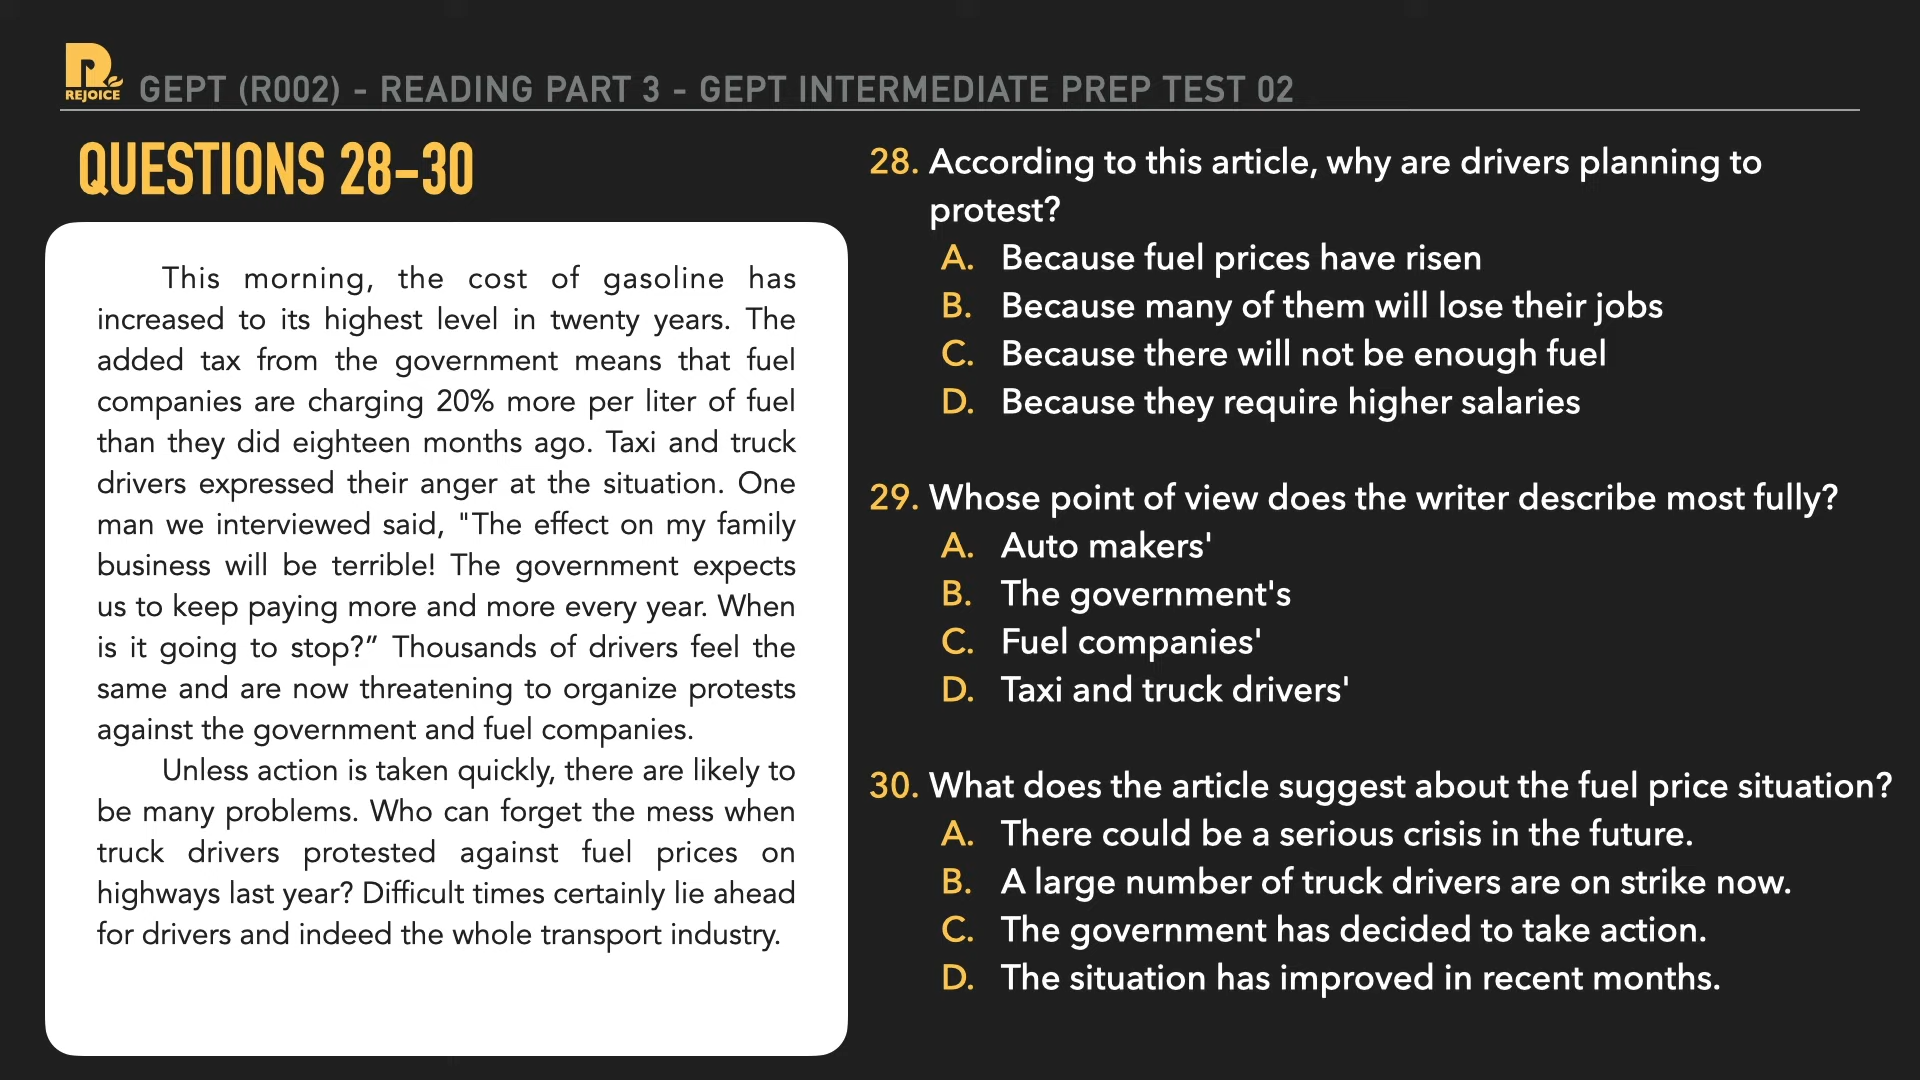 REJOICE
GEPT (R002) - READING PART 3 - GEPT INTERMEDIATE PREP TEST 02
QUESTIONS 28-30
This morning, the cost of gasoline has
increased to its highest level in twenty years. The
added tax from the government means that fuel
companies are charging 20% more per liter of fuel
than they did eighteen months ago. Taxi and truck
drivers expressed their anger at the situation. One
man we interviewed said, "The effect on my family
business will be terrible! The government expects
us to keep paying more and more every year. When
is it going to stop?” Thousands of drivers feel the
same and are now threatening to organize protests
against the government and fuel companies.
Unless action is taken quickly, there are likely to
be many problems. Who can forget the mess when
truck drivers protested against fuel prices on
highways last year? Difficult times certainly lie ahead
for drivers and indeed the whole transport industry.
28. According to this article, why are drivers planning to
protest?
A. Because fuel prices have risen
B. Because many of them will lose their jobs
C. Because there will not be enough fuel
D. Because they require higher salaries
29. Whose point of view does the writer describe most fully?
A. Auto makers'
B. The government's
C. Fuel companies'
D. Taxi and truck drivers'
30. What does the article suggest about the fuel price situation?
A. There could be a serious crisis in the future.
B. A large number of truck drivers are on strike now.
C. The government has decided to take action.
D. The situation has improved in recent months.